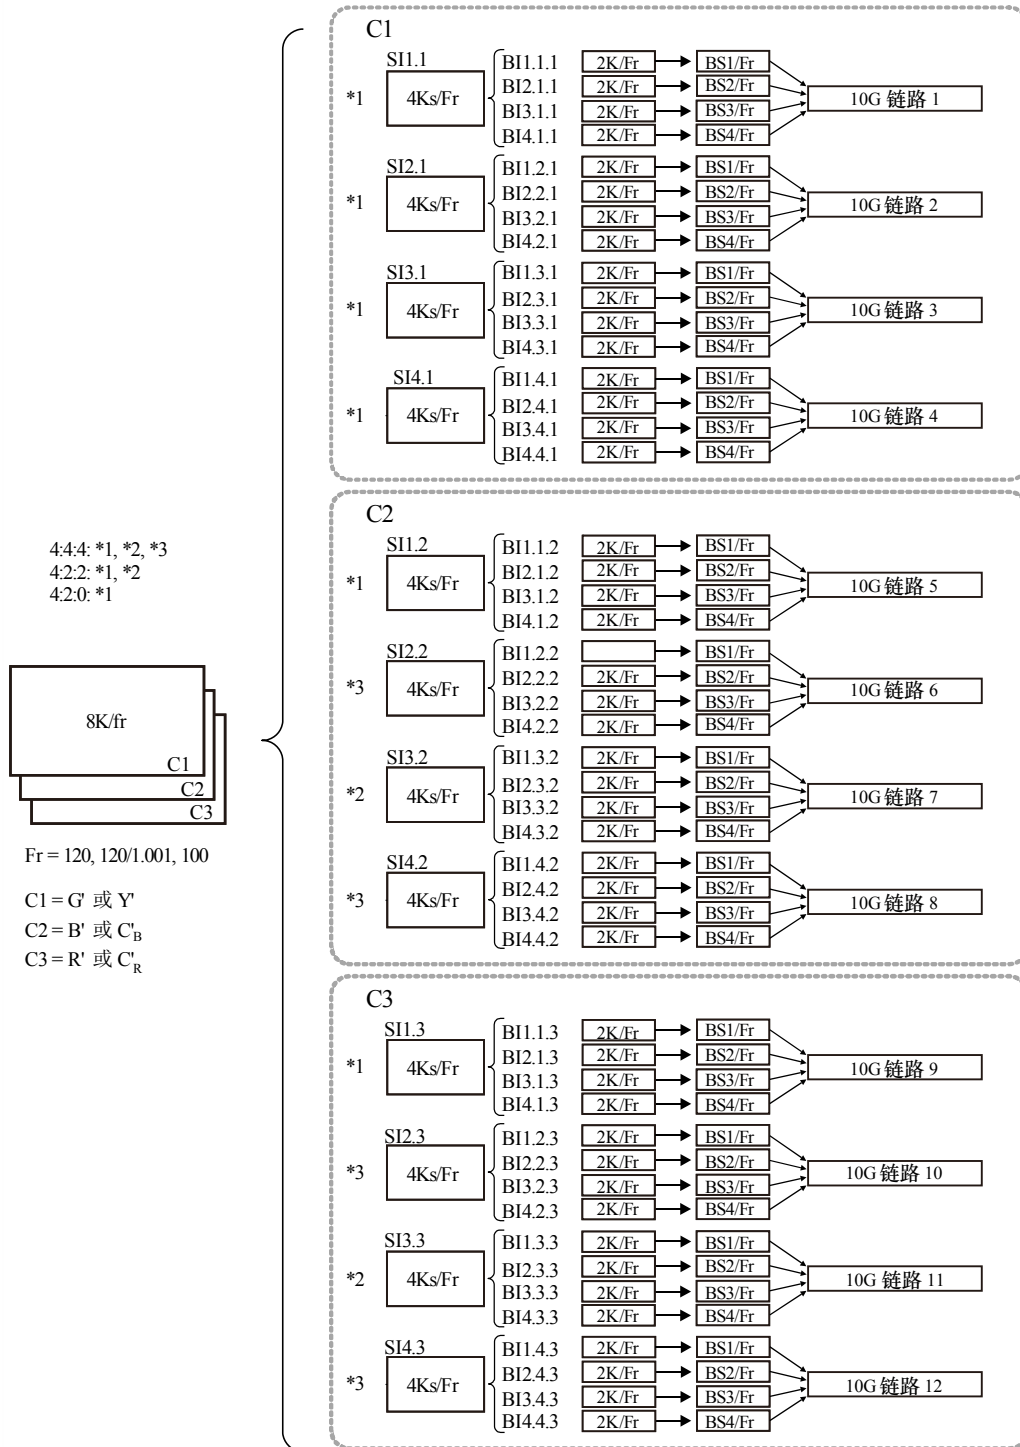 4:4:4: *1, *2, *3
4:2:2: *1, *2
4:2:0: *1
8K/fr
C1
C2
C3
Fr = 120, 120/1.001, 100
C1 = G' 或 Y'
C2 = B' 或 C'B
C3 = R' 或 C'R
C1
SI1.1
*1 4Ks/Fr
BI1.1.1 2K/Fr BS1/Fr
BI2.1.1 2K/Fr BS2/Fr
BI3.1.1 2K/Fr BS3/Fr
BI4.1.1 2K/Fr BS4/Fr
10G 链路 1
SI2.1
*1 4Ks/Fr
BI1.2.1 2K/Fr BS1/Fr
BI2.2.1 2K/Fr BS2/Fr
BI3.2.1 2K/Fr BS3/Fr
BI4.2.1 2K/Fr BS4/Fr
10G 链路 2
SI3.1
*1 4Ks/Fr
BI1.3.1 2K/Fr BS1/Fr
BI2.3.1 2K/Fr BS2/Fr
BI3.3.1 2K/Fr BS3/Fr
BI4.3.1 2K/Fr BS4/Fr
10G 链路 3
SI4.1
*1 4Ks/Fr
BI1.4.1 2K/Fr BS1/Fr
BI2.4.1 2K/Fr BS2/Fr
BI3.4.1 2K/Fr BS3/Fr
BI4.4.1 2K/Fr BS4/Fr
10G 链路 4
C2
SI1.2
*1 4Ks/Fr
BI1.1.2 2K/Fr BS1/Fr
BI2.1.2 2K/Fr BS2/Fr
BI3.1.2 2K/Fr BS3/Fr
BI4.1.2 2K/Fr BS4/Fr
10G 链路 5
SI2.2
*3 4Ks/Fr
BI1.2.2 BS1/Fr
BI2.2.2 2K/Fr BS2/Fr
BI3.2.2 2K/Fr BS3/Fr
BI4.2.2 2K/Fr BS4/Fr
10G 链路 6
SI3.2
*2 4Ks/Fr
BI1.3.2 2K/Fr BS1/Fr
BI2.3.2 2K/Fr BS2/Fr
BI3.3.2 2K/Fr BS3/Fr
BI4.3.2 2K/Fr BS4/Fr
10G 链路 7
SI4.2
*3 4Ks/Fr
BI1.4.2 2K/Fr BS1/Fr
BI2.4.2 2K/Fr BS2/Fr
BI3.4.2 2K/Fr BS3/Fr
BI4.4.2 2K/Fr BS4/Fr
10G 链路 8
C3
SI1.3
*1 4Ks/Fr
BI1.1.3 2K/Fr BS1/Fr
BI2.1.3 2K/Fr BS2/Fr
BI3.1.3 2K/Fr BS3/Fr
BI4.1.3 2K/Fr BS4/Fr
10G 链路 9
SI2.3
*3 4Ks/Fr
BI1.2.3 2K/Fr BS1/Fr
BI2.2.3 2K/Fr BS2/Fr
BI3.2.3 2K/Fr BS3/Fr
BI4.2.3 2K/Fr BS4/Fr
10G 链路 10
SI3.3
*2 4Ks/Fr
BI1.3.3 2K/Fr BS1/Fr
BI2.3.3 2K/Fr BS2/Fr
BI3.3.3 2K/Fr BS3/Fr
BI4.3.3 2K/Fr BS4/Fr
10G 链路 11
SI4.3
*3 4Ks/Fr
BI1.4.3 2K/Fr BS1/Fr
BI2.4.3 2K/Fr BS2/Fr
BI3.4.3 2K/Fr BS3/Fr
BI4.4.3 2K/Fr BS4/Fr
10G 链路 12